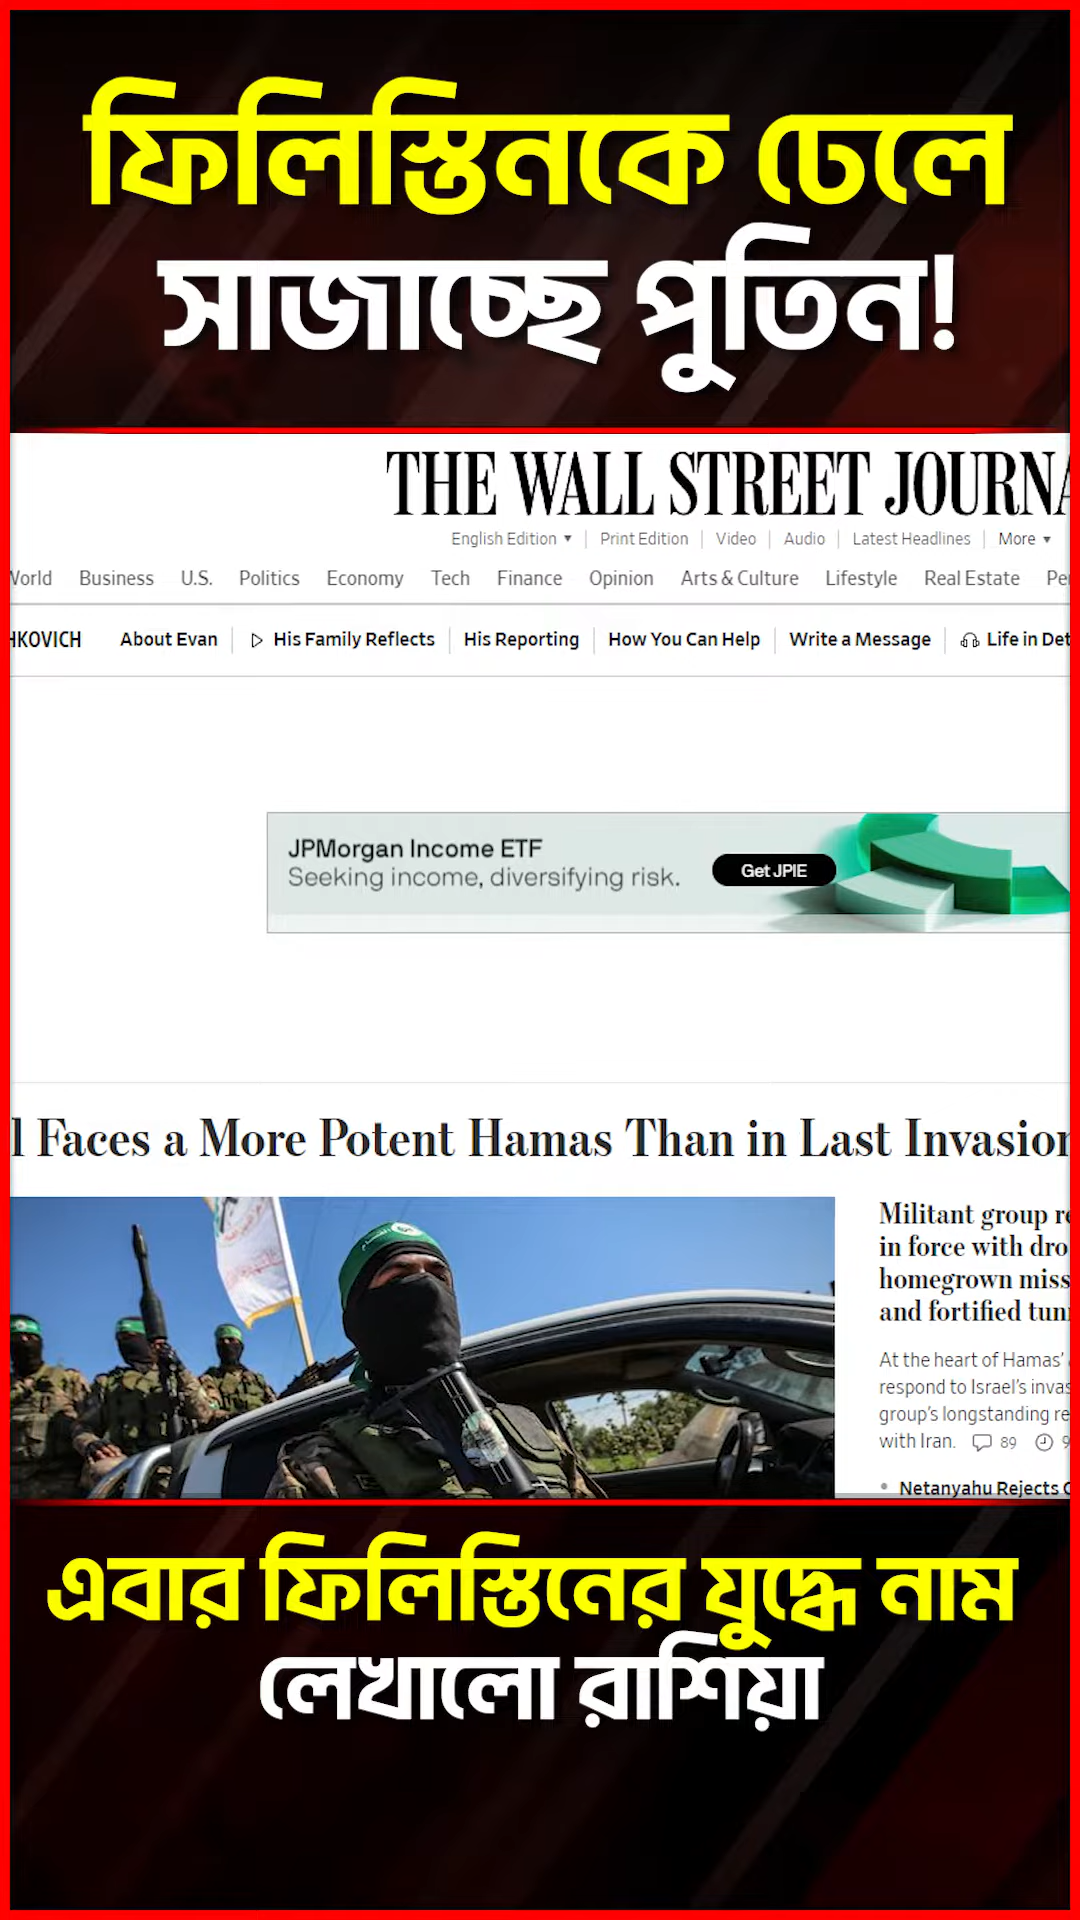 ফিলিস্তিনকে ঢেলে
সাজাচ্ছে পুতিন!
THE WALL STREET JOURNA
English Edition ▼ | Print Edition | Video | Audio | Latest Headlines | More ▼
World Business U.S. Politics Economy Tech Finance Opinion Arts & Culture Lifestyle Real Estate Pe
HKOVICH About Evan | His Family Reflects | His Reporting | How You Can Help | Write a Message | Life in Det
JPMorgan Income ETF
Seeking income, diversifying risk.
Get JPIE
l Faces a More Potent Hamas Than in Last Invasion
Militant group re
in force with dro
homegrown miss
and fortified tun
At the heart of Hamas'
respond to Israel's invas
group's longstanding re
with Iran. 89 9
• Netanyahu Rejects C
এবার ফিলিস্তিনের যুদ্ধে নাম
লেখালো রাশিয়া